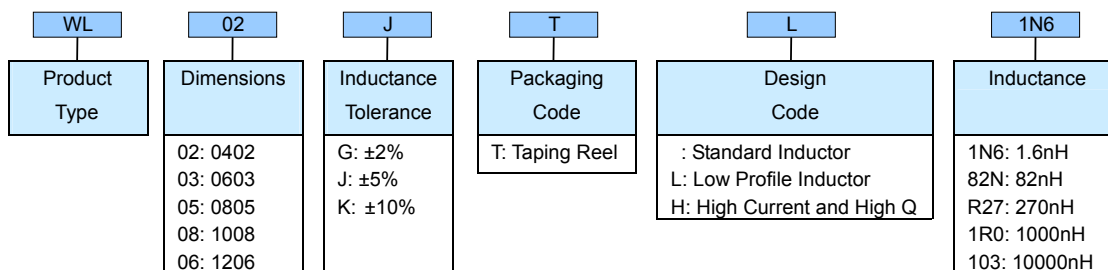 WL 02 J T L 1N6
Product Type
Dimensions
Inductance Tolerance
Packaging Code
Design Code
Inductance
02: 0402
03: 0603
05: 0805
08: 1008
06: 1206
G: ±2%
J: ±5%
K: ±10%
T: Taping Reel
: Standard Inductor
L: Low Profile Inductor
H: High Current and High Q
1N6: 1.6nH
82N: 82nH
R27: 270nH
1R0: 1000nH
103: 10000nH